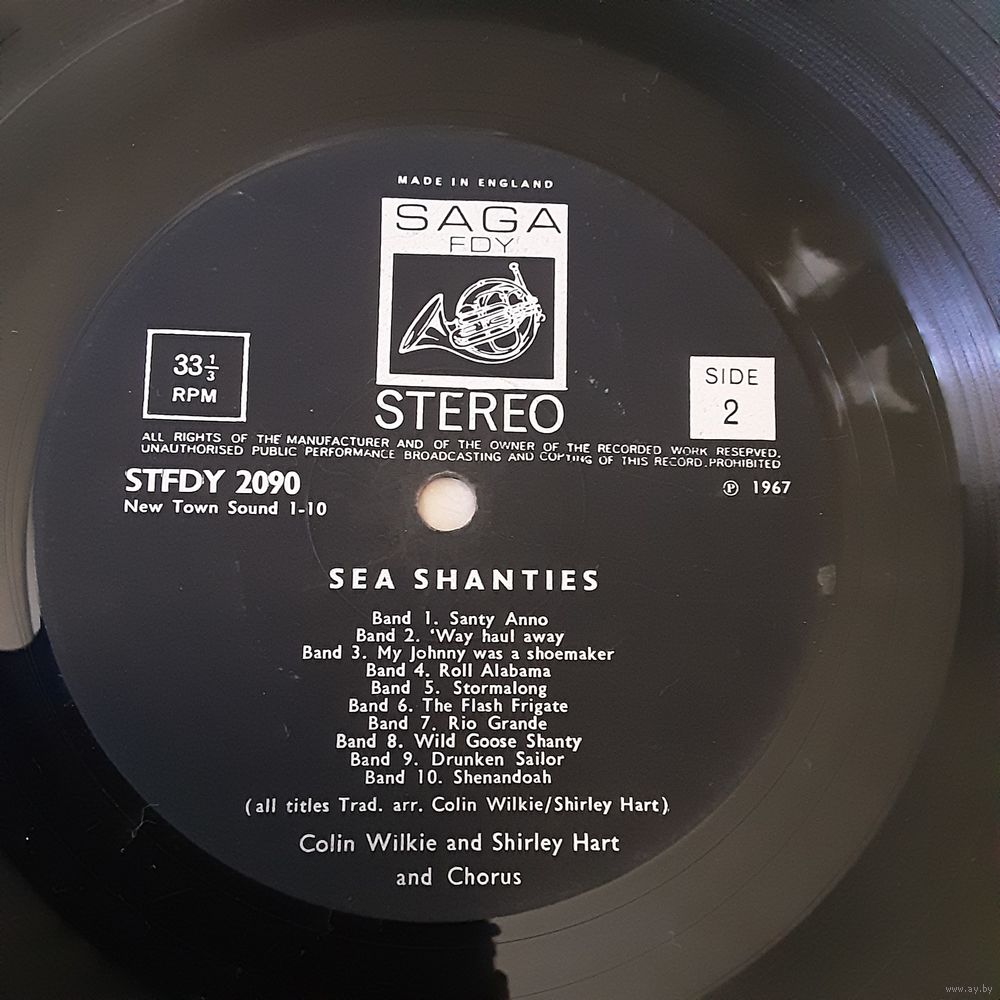 MADE IN ENGLAND
SAGA
FDY
33⅓
RPM
SIDE
2
STEREO
ALL RIGHTS OF THE MANUFACTURER AND OF THE OWNER OF THE RECORDED WORK RESERVED.
UNAUTHORISED PUBLIC PERFORMANCE BROADCASTING AND COPYING OF THIS RECORD PROHIBITED
STFDY 2090
℗ 1967
New Town Sound 1-10
SEA SHANTIES
Band 1. Santy Anno
Band 2. 'Way haul away
Band 3. My Johnny was a shoemaker
Band 4. Roll Alabama
Band 5. Stormalong
Band 6. The Flash Frigate
Band 7. Rio Grande
Band 8. Wild Goose Shanty
Band 9. Drunken Sailor
Band 10. Shenandoah
(all titles Trad. arr. Colin Wilkie/Shirley Hart)
Colin Wilkie and Shirley Hart
and Chorus
www.ay.by